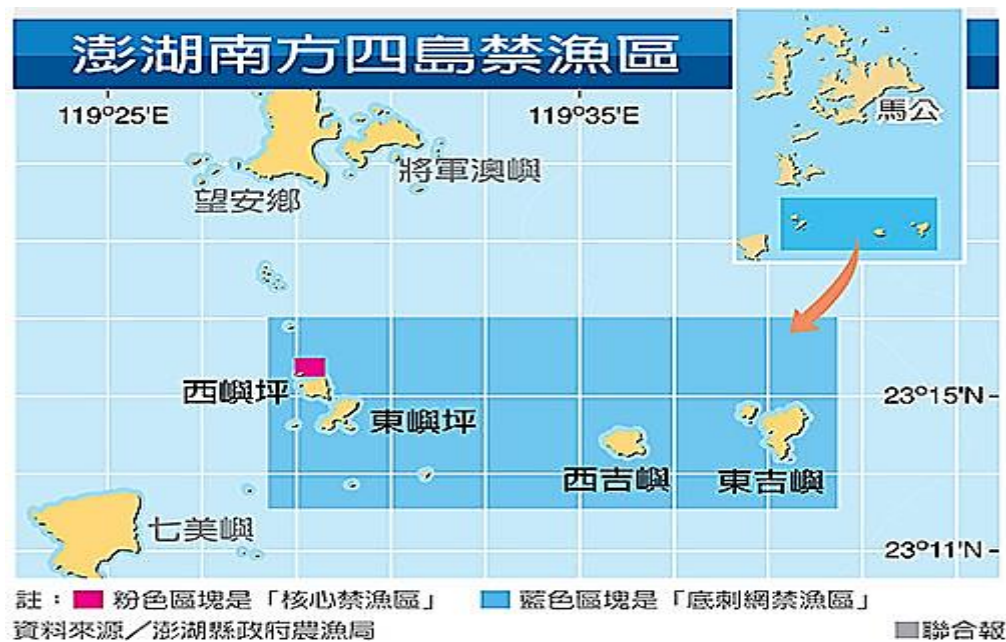 澎湖南方四島禁漁區
119°25'E
119°35'E
馬公
將軍澳嶼
望安鄉
西嶼坪
23°15'N
東嶼坪
西吉嶼
東吉嶼
七美嶼
23°11'N
註：粉色區塊是「核心禁漁區」 藍色區塊是「底刺網禁漁區」
資料來源／澎湖縣政府農漁局
聯合報